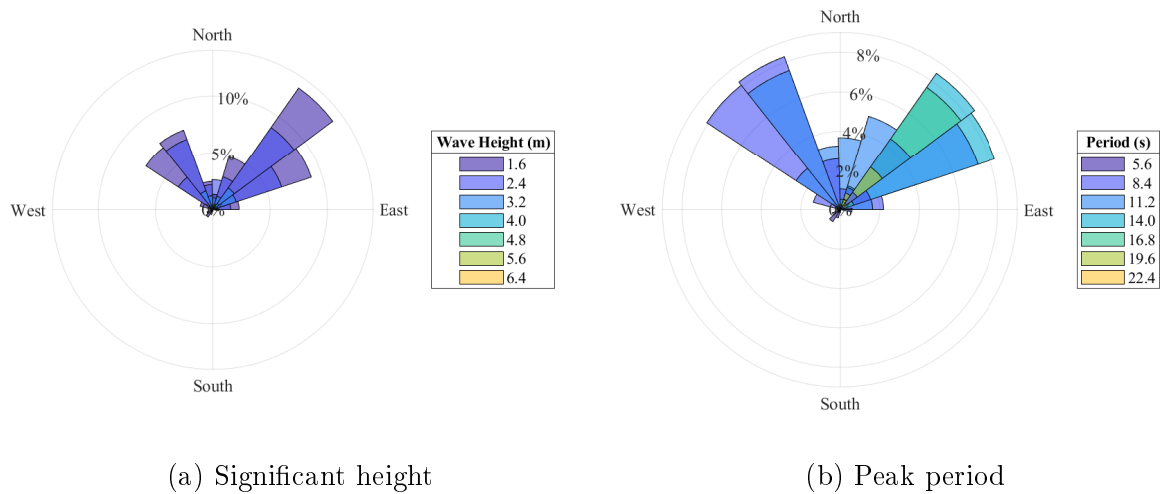 North
10%
5%
0%
West
East
South
Wave Height (m)
1.6
2.4
3.2
4.0
4.8
5.6
6.4
(a) Significant height
North
8%
6%
4%
2%
0%
West
East
South
Period (s)
5.6
8.4
11.2
14.0
16.8
19.6
22.4
(b) Peak period